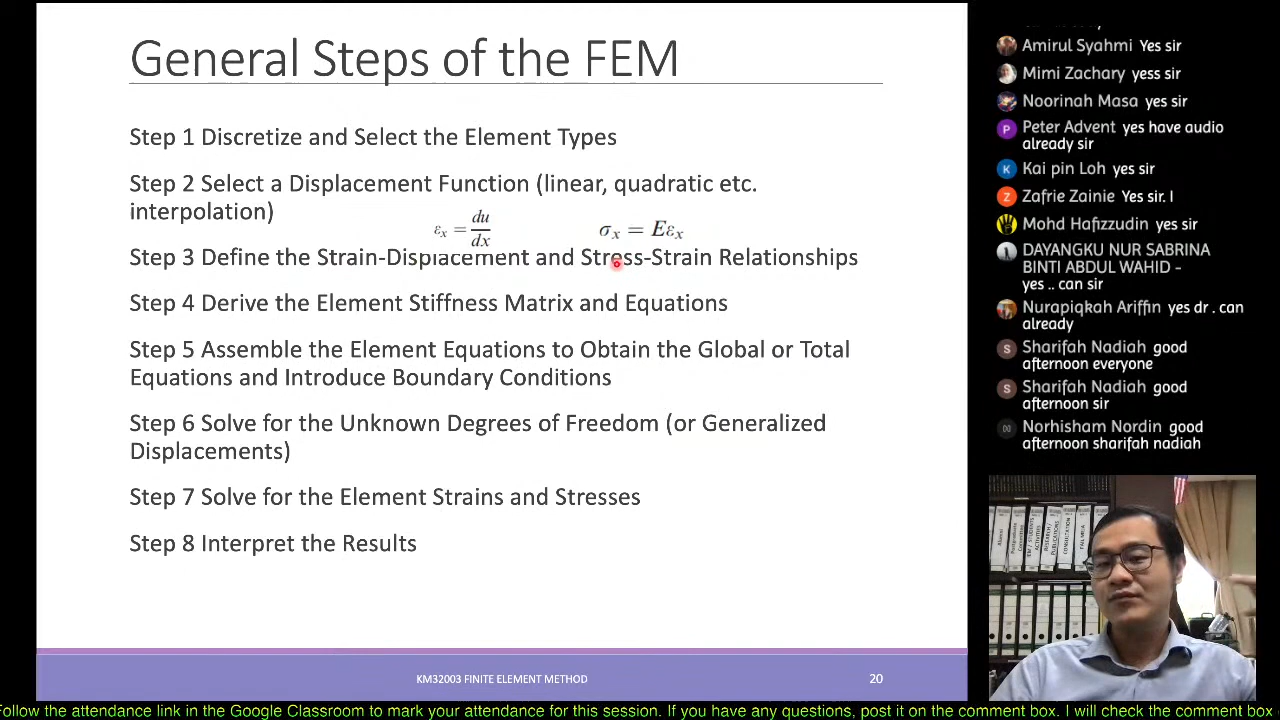 General Steps of the FEM
Step 1 Discretize and Select the Element Types
Step 2 Select a Displacement Function (linear, quadratic etc.
interpolation)
εx = du/dx
σx = Eεx
Step 3 Define the Strain-Displacement and Stress-Strain Relationships
Step 4 Derive the Element Stiffness Matrix and Equations
Step 5 Assemble the Element Equations to Obtain the Global or Total
Equations and Introduce Boundary Conditions
Step 6 Solve for the Unknown Degrees of Freedom (or Generalized
Displacements)
Step 7 Solve for the Element Strains and Stresses
Step 8 Interpret the Results
KM32003 FINITE ELEMENT METHOD
20
Amirul Syahmi Yes sir
Mimi Zachary yess sir
Noorinah Masa yes sir
P
Peter Advent yes have audio
already sir
K
Kai pin Loh yes sir
Z
Zafrie Zainie Yes sir. I
Mohd Hafizzudin yes sir
DAYANGKU NUR SABRINA
BINTI ABDUL WAHID -
yes .. can sir
Nurapiqkah Ariffin yes dr . can
already
S
Sharifah Nadiah good
afternoon everyone
S
Sharifah Nadiah good
afternoon sir
Norhisham Nordin good
afternoon sharifah nadiah
Follow the attendance link in the Google Classroom to mark your attendance for this session. If you have any questions, post it on the comment box. I will check the comment box